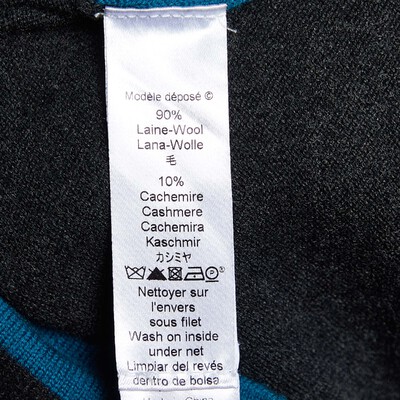 Modèle déposé ©
90%
Laine-Wool
Lana-Wolle
毛
10%
Cachemire
Cashmere
Cachemira
Kaschmir
カシミヤ
Nettoyer sur
l'envers
sous filet
Wash on inside
under net
Limpiar del revés
dentro de bolsa